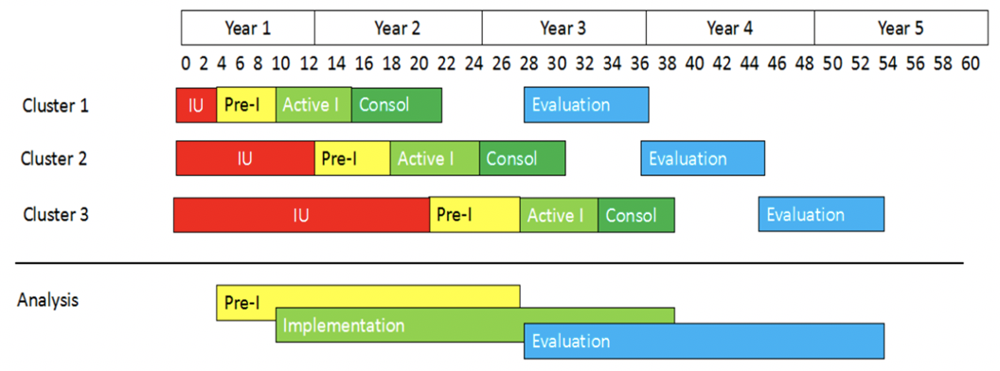 Year 1 Year 2 Year 3 Year 4 Year 5
0 2 4 6 8 10 12 14 16 18 20 22 24 26 28 30 32 34 36 38 40 42 44 46 48 50 52 54 56 58 60
Cluster 1 IU Pre-I Active I Consol Evaluation
Cluster 2 IU Pre-I Active I Consol Evaluation
Cluster 3 IU Pre-I Active I Consol Evaluation
Analysis Pre-I
Implementation
Evaluation